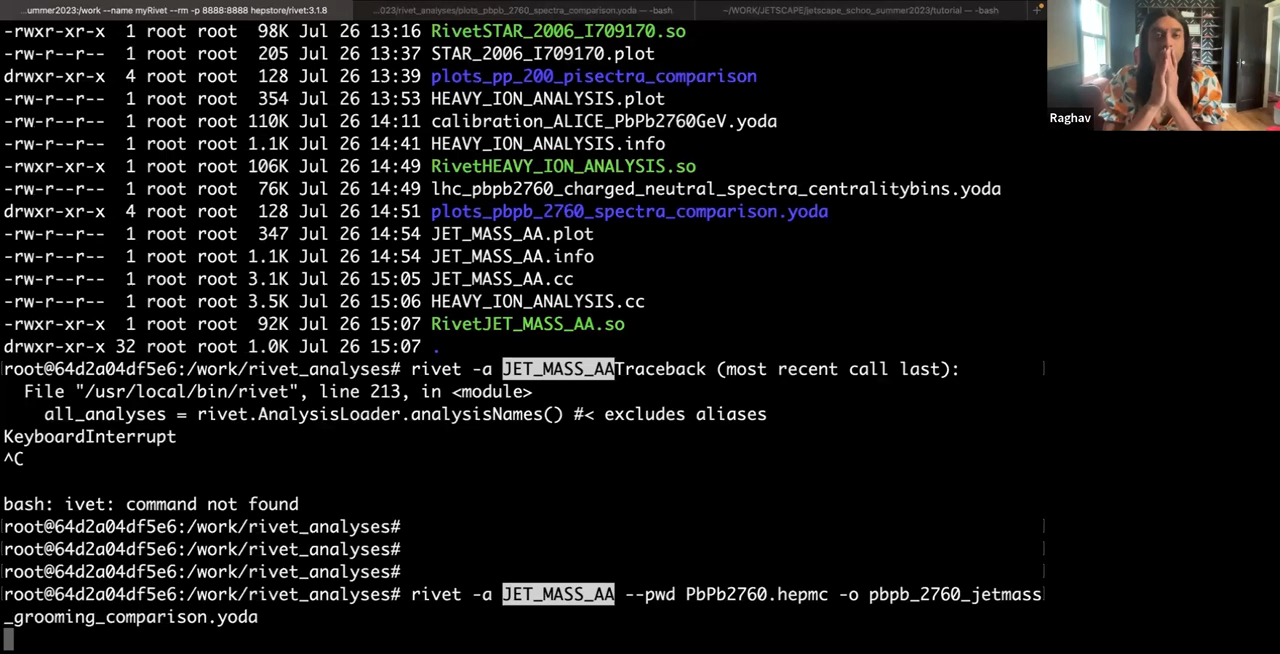 ...ummer2023:/work --name myRivet --rm -p 8888:8888 hepstore/rivet:3.1.8 ...023/rivet_analyses/plots_pbpb_2760_spectra_comparison.yoda — -bash ~/WORK/JETSCAPE/jetscape_schoo_summer2023/tutorial — -bash +
-rwxr-xr-x 1 root root 98K Jul 26 13:16 RivetSTAR_2006_I709170.so
-rw-r--r-- 1 root root 205 Jul 26 13:37 STAR_2006_I709170.plot
drwxr-xr-x 4 root root 128 Jul 26 13:39 plots_pp_200_pisectra_comparison
-rw-r--r-- 1 root root 354 Jul 26 13:53 HEAVY_ION_ANALYSIS.plot
-rw-r--r-- 1 root root 110K Jul 26 14:11 calibration_ALICE_PbPb2760GeV.yoda
-rw-r--r-- 1 root root 1.1K Jul 26 14:41 HEAVY_ION_ANALYSIS.info
-rwxr-xr-x 1 root root 106K Jul 26 14:49 RivetHEAVY_ION_ANALYSIS.so
-rw-r--r-- 1 root root 76K Jul 26 14:49 lhc_pbpb2760_charged_neutral_spectra_centralitybins.yoda
drwxr-xr-x 4 root root 128 Jul 26 14:51 plots_pbpb_2760_spectra_comparison.yoda
-rw-r--r-- 1 root root 347 Jul 26 14:54 JET_MASS_AA.plot
-rw-r--r-- 1 root root 1.1K Jul 26 14:54 JET_MASS_AA.info
-rw-r--r-- 1 root root 3.1K Jul 26 15:05 JET_MASS_AA.cc
-rw-r--r-- 1 root root 3.5K Jul 26 15:06 HEAVY_ION_ANALYSIS.cc
-rwxr-xr-x 1 root root 92K Jul 26 15:07 RivetJET_MASS_AA.so
drwxr-xr-x 32 root root 1.0K Jul 26 15:07 .
root@64d2a04df5e6:/work/rivet_analyses# rivet -a JET_MASS_AATraceback (most recent call last):
File "/usr/local/bin/rivet", line 213, in <module>
all_analyses = rivet.AnalysisLoader.analysisNames() #< excludes aliases
KeyboardInterrupt
^C
bash: ivet: command not found
root@64d2a04df5e6:/work/rivet_analyses#
root@64d2a04df5e6:/work/rivet_analyses#
root@64d2a04df5e6:/work/rivet_analyses#
root@64d2a04df5e6:/work/rivet_analyses# rivet -a JET_MASS_AA --pwd PbPb2760.hepmc -o pbpb_2760_jetmass
_grooming_comparison.yoda
Raghav